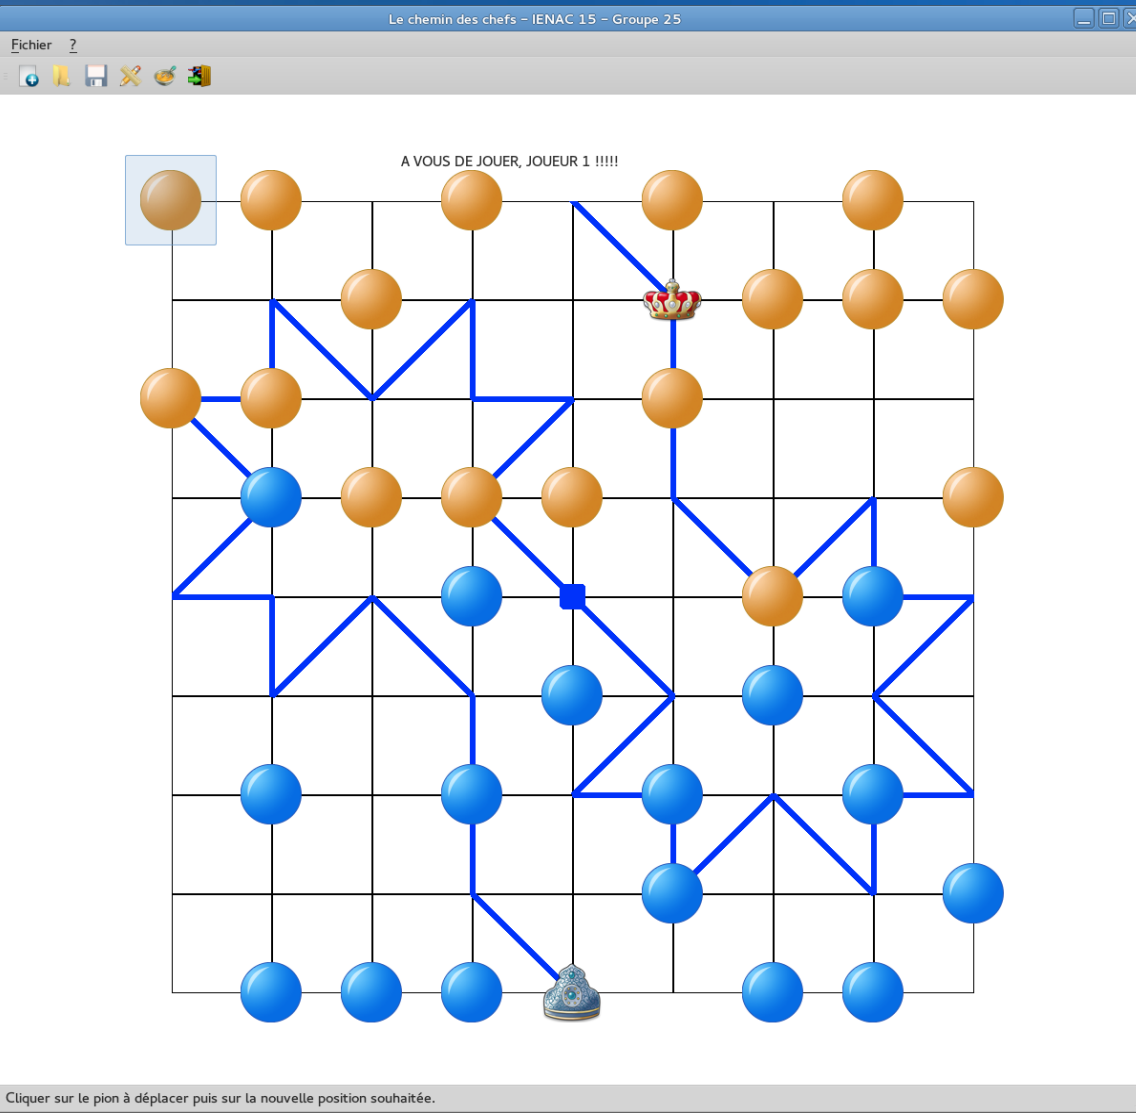 Le chemin des chefs - IENAC 15 - Groupe 25
Fichier ?
A VOUS DE JOUER, JOUEUR 1 !!!!!
Cliquer sur le pion à déplacer puis sur la nouvelle position souhaitée.